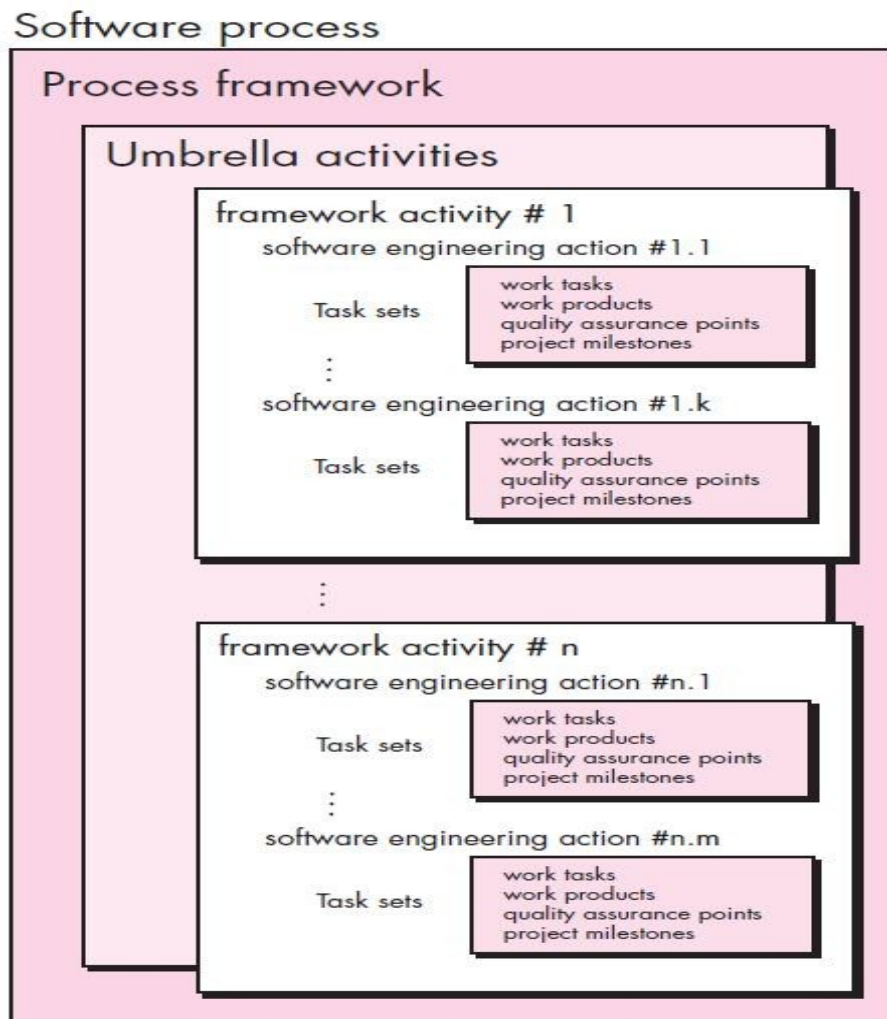 Software process
Process framework
Umbrella activities
framework activity # 1
software engineering action #1.1
Task sets
work tasks
work products
quality assurance points
project milestones
software engineering action #1.k
Task sets
work tasks
work products
quality assurance points
project milestones
framework activity # n
software engineering action #n.1
Task sets
work tasks
work products
quality assurance points
project milestones
software engineering action #n.m
Task sets
work tasks
work products
quality assurance points
project milestones